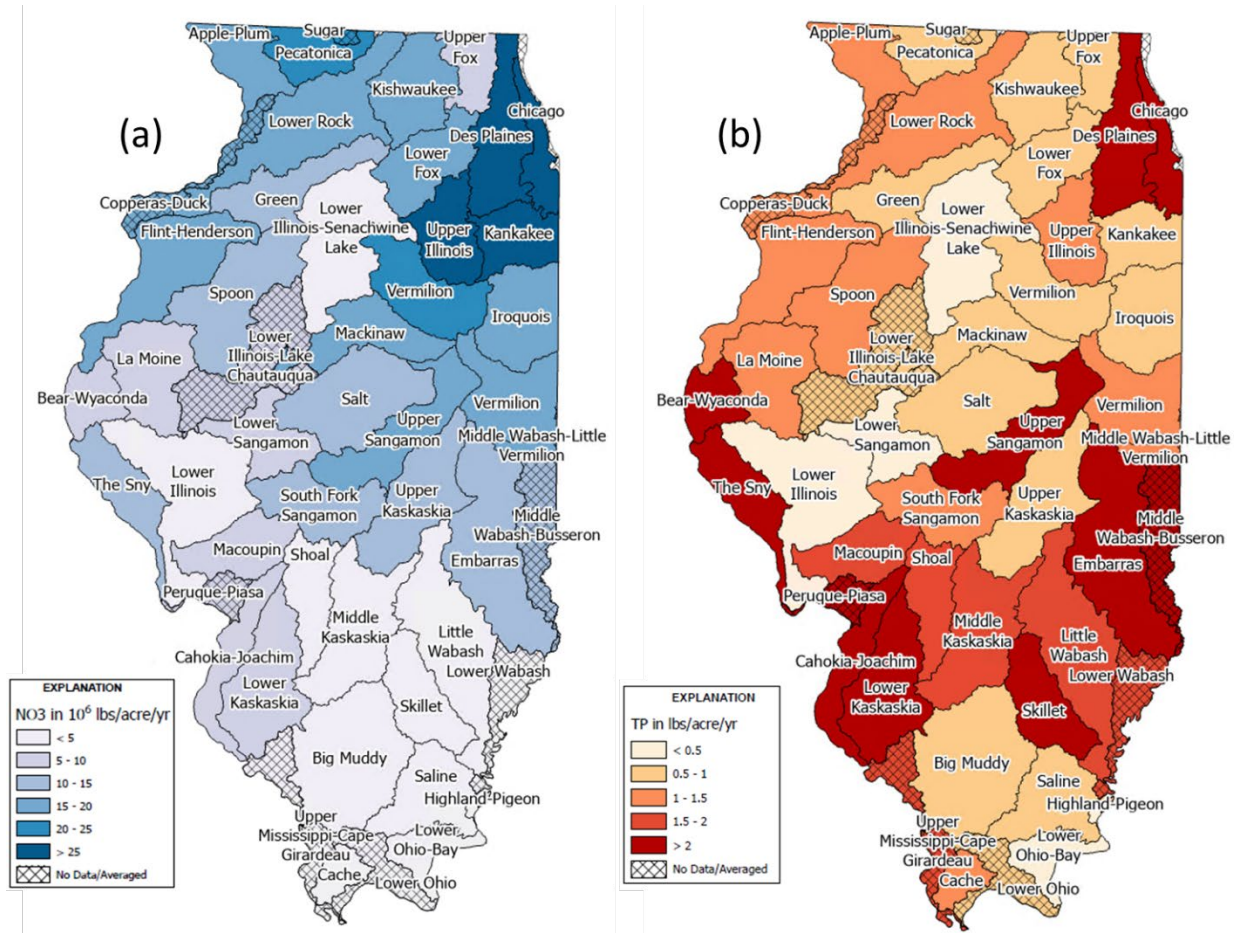 (a)
Apple-Plum
Sugar
Pecatonica
Upper
Fox
Kishwaukee
Chicago
Lower Rock
Des Plaines
Lower
Fox
Copperas-Duck
Green
Lower
Illinois-Senachwine
Lake
Flint-Henderson
Upper
Illinois
Kankakee
Spoon
Vermilion
Iroquois
Lower
Illinois-Lake
Chautauqua
Mackinaw
La Moine
Bear-Wyaconda
Salt
Vermilion
Lower
Sangamon
Upper
Sangamon
Middle Wabash-Little
Vermilion
The Sny
Lower
Illinois
South Fork
Sangamon
Upper
Kaskaskia
Middle
Wabash-Busseron
Macoupin
Shoal
Embarras
Peruque-Piasa
Middle
Kaskaskia
Little
Wabash
Cahokia-Joachim
Lower Wabash
Lower
Kaskaskia
Skillet
Big Muddy
Saline
Highland-Pigeon
Upper
Mississippi-Cape
Girardeau
Lower
Ohio-Bay
Cache
Lower Ohio
EXPLANATION
NO3 in 10⁶ lbs/acre/yr
< 5
5 - 10
10 - 15
15 - 20
20 - 25
> 25
No Data/Averaged
(b)
Apple-Plum
Sugar
Pecatonica
Upper
Fox
Kishwaukee
Chicago
Lower Rock
Des Plaines
Lower
Fox
Copperas-Duck
Green
Lower
Illinois-Senachwine
Lake
Flint-Henderson
Upper
Illinois
Kankakee
Spoon
Vermilion
Iroquois
Lower
Illinois-Lake
Chautauqua
Mackinaw
La Moine
Bear-Wyaconda
Salt
Vermilion
Lower
Sangamon
Upper
Sangamon
Middle Wabash-Little
Vermilion
The Sny
Lower
Illinois
South Fork
Sangamon
Upper
Kaskaskia
Middle
Wabash-Busseron
Macoupin
Shoal
Embarras
Peruque-Piasa
Middle
Kaskaskia
Little
Wabash
Cahokia-Joachim
Lower Wabash
Lower
Kaskaskia
Skillet
Big Muddy
Saline
Highland-Pigeon
Upper
Mississippi-Cape
Girardeau
Lower
Ohio-Bay
Cache
Lower Ohio
EXPLANATION
TP in lbs/acre/yr
< 0.5
0.5 - 1
1 - 1.5
1.5 - 2
> 2
No Data/Averaged